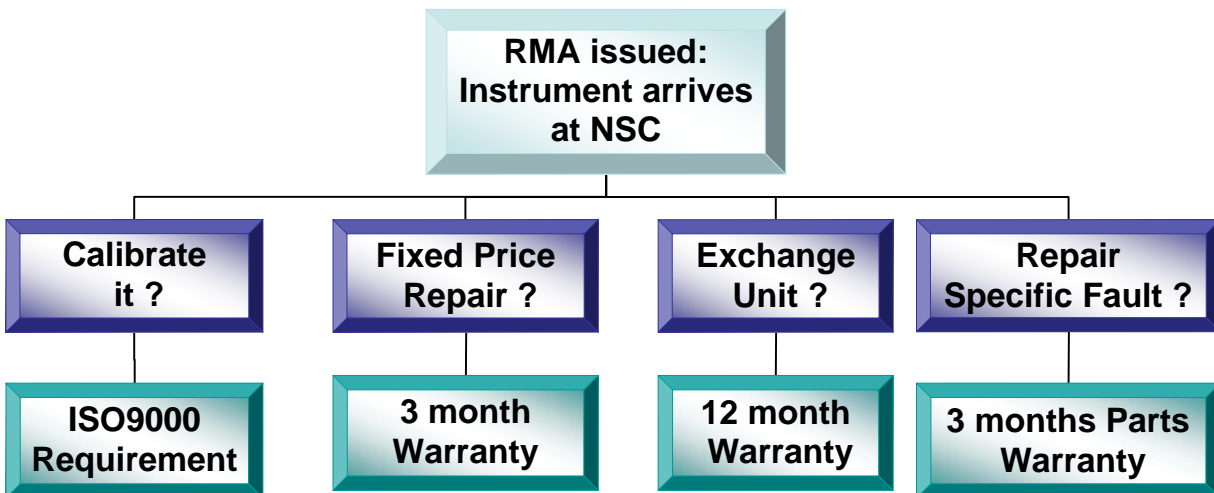 RMA issued:
Instrument arrives
at NSC
Calibrate
it ?
Fixed Price
Repair ?
Exchange
Unit ?
Repair
Specific Fault ?
ISO9000
Requirement
3 month
Warranty
12 month
Warranty
3 months Parts
Warranty